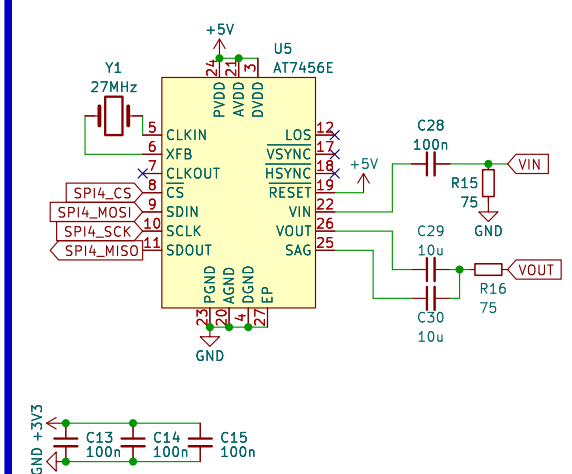 +5V
U5
AT7456E
Y1
27MHz
24
21
3
PVDD
AVDD
DVDD
5
CLKIN
6
XFB
7
CLKOUT
8
CS
9
SDIN
10
SCLK
11
SDOUT
SPI4_CS
SPI4_MOSI
SPI4_SCK
SPI4_MISO
LOS
12
VSYNC
17
HSYNC
18
RESET
19
VIN
22
VOUT
26
SAG
25
+5V
C28
100n
VIN
R15
75
GND
C29
10u
VOUT
R16
75
C30
10u
PGND
AGND
DGND
EP
23
20
4
27
GND
+3V3
GND
C13
100n
C14
100n
C15
100n